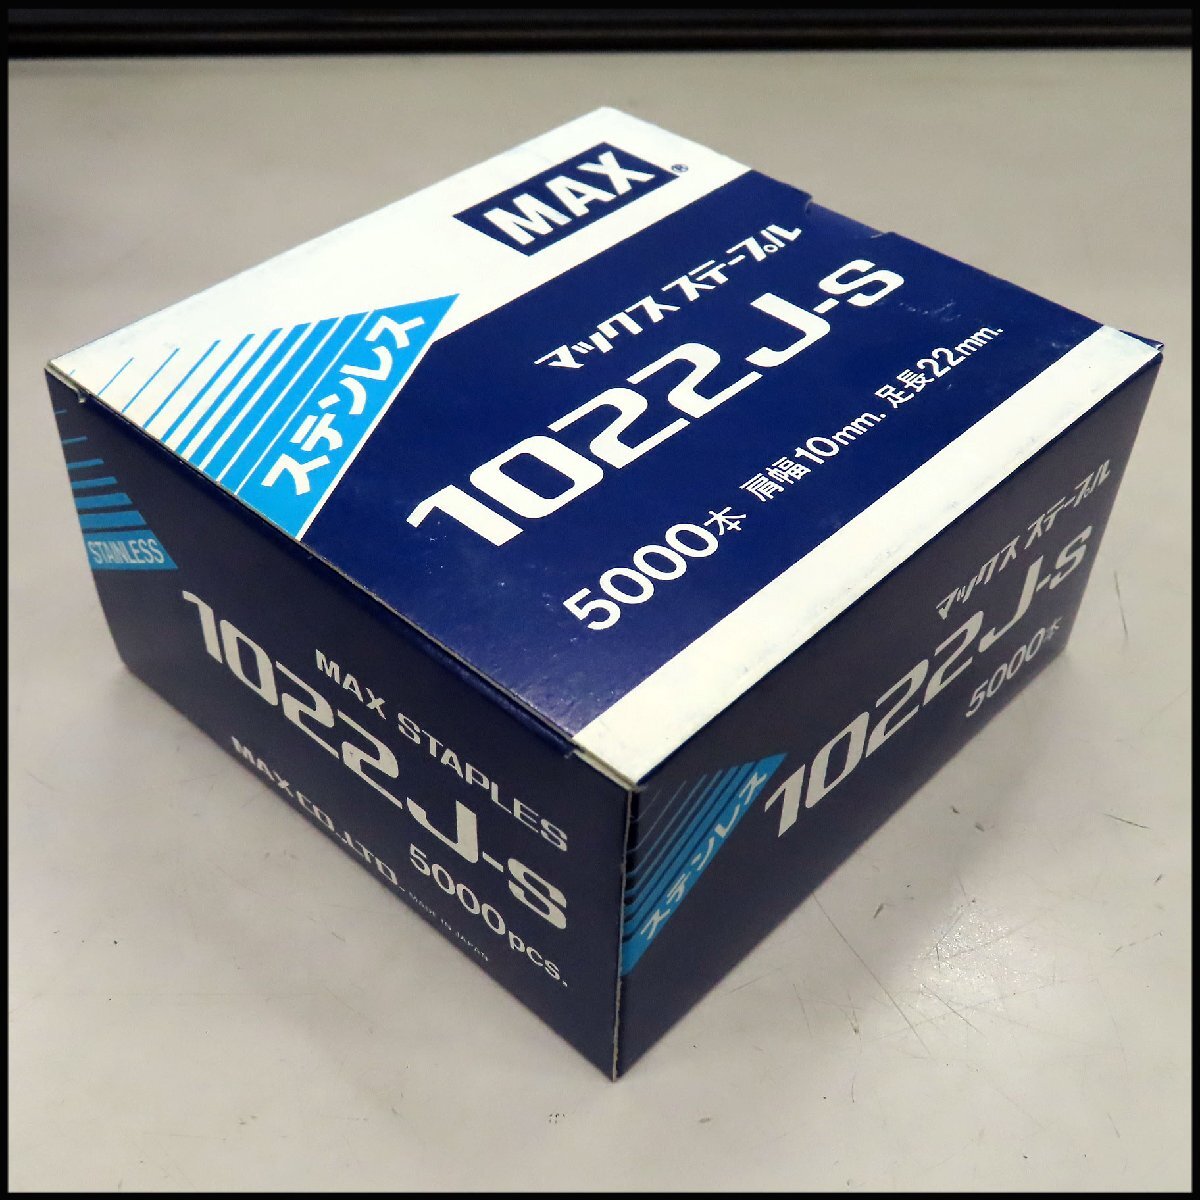 MAX®
マックスステープル
ステンレス
1022J-S
5000本 肩幅10mm. 足長22mm.
STAINLESS
MAX STAPLES
1022J-S
5000pcs.
MAX CO.,LTD.
MADE IN JAPAN
マックス ステープル
1022J-S
5000本
ステンレス